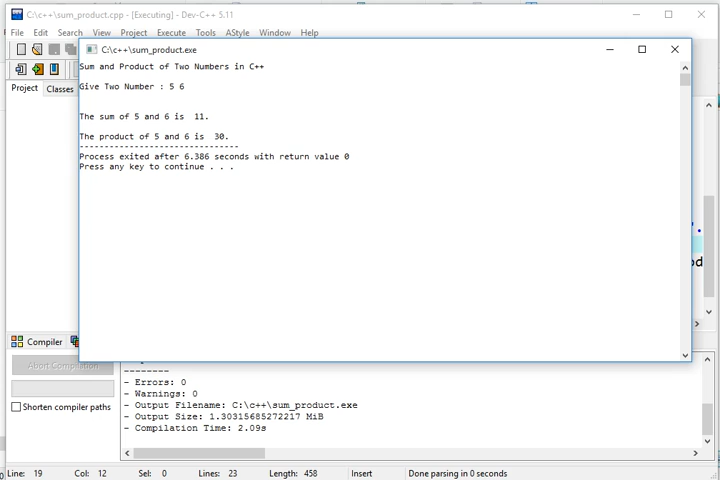 C:\c++\sum_product.cpp - [Executing] - Dev-C++ 5.11
File Edit Search View Project Execute Tools AStyle Window Help
C:\c++\sum_product.exe
Sum and Product of Two Numbers in C++
Give Two Number : 5 6
The sum of 5 and 6 is  11.
The product of 5 and 6 is  30.
--------------------------------
Process exited after 6.386 seconds with return value 0
Press any key to continue . . .
Project Classes
Compiler
Abort Compilation
Shorten compiler paths
--------
- Errors: 0
- Warnings: 0
- Output Filename: C:\c++\sum_product.exe
- Output Size: 1.30315685272217 MiB
- Compilation Time: 2.09s
Line: 19 Col: 12 Sel: 0 Lines: 23 Length: 458 Insert Done parsing in 0 seconds